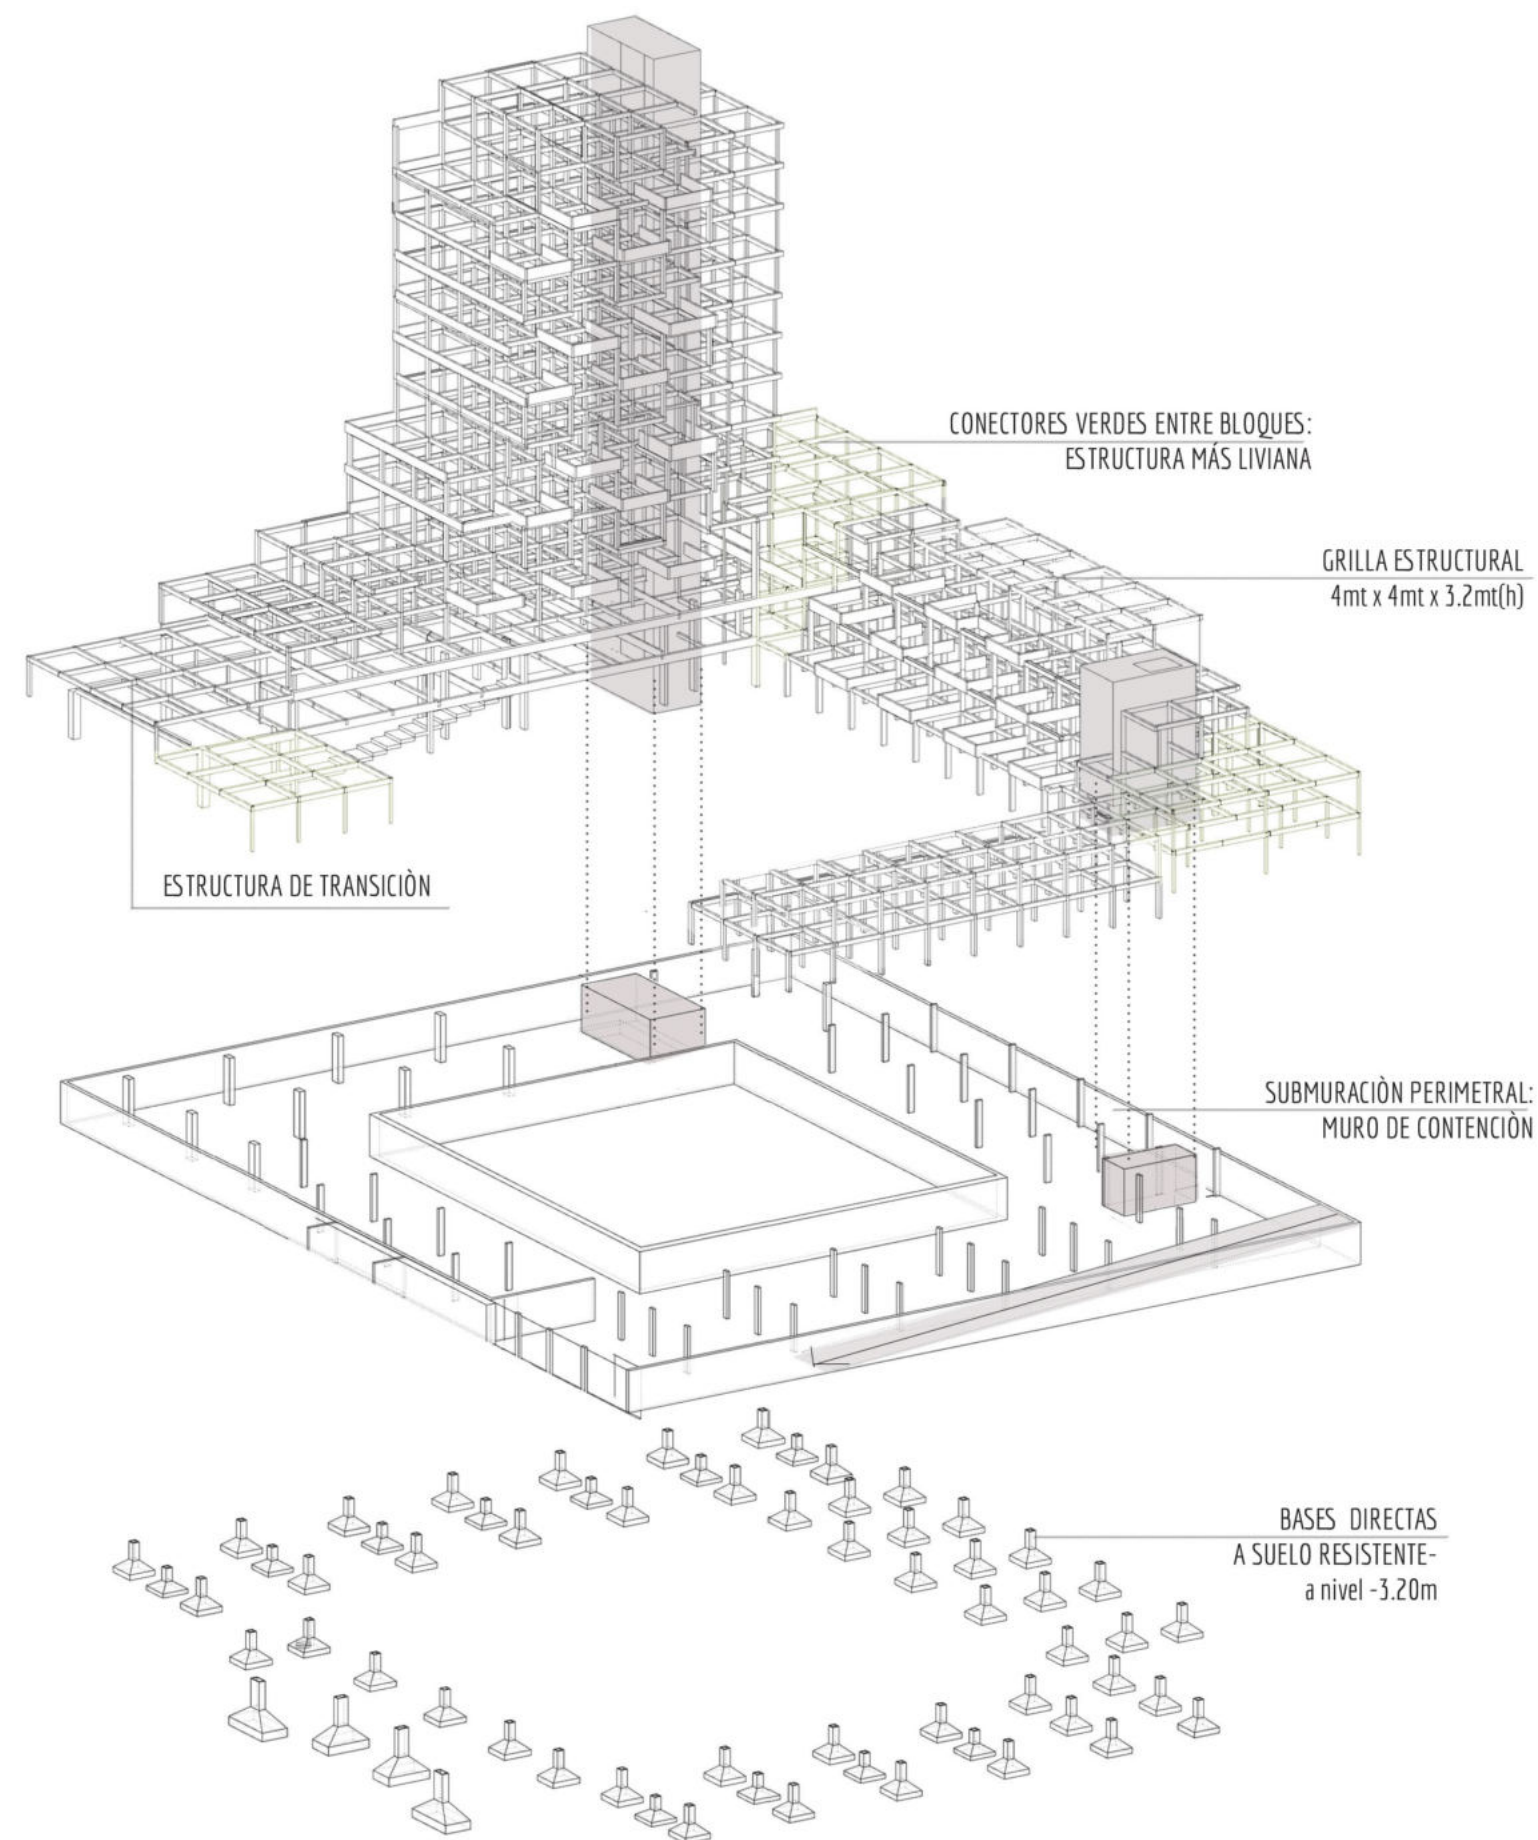 CONECTORES VERDES ENTRE BLOQUES:
ESTRUCTURA MÁS LIVIANA
GRILLA ESTRUCTURAL
4mt x 4mt x 3.2mt(h)
ESTRUCTURA DE TRANSICIÒN
SUBMURACIÒN PERIMETRAL:
MURO DE CONTENCIÒN
BASES DIRECTAS
A SUELO RESISTENTE-
a nivel -3.20m